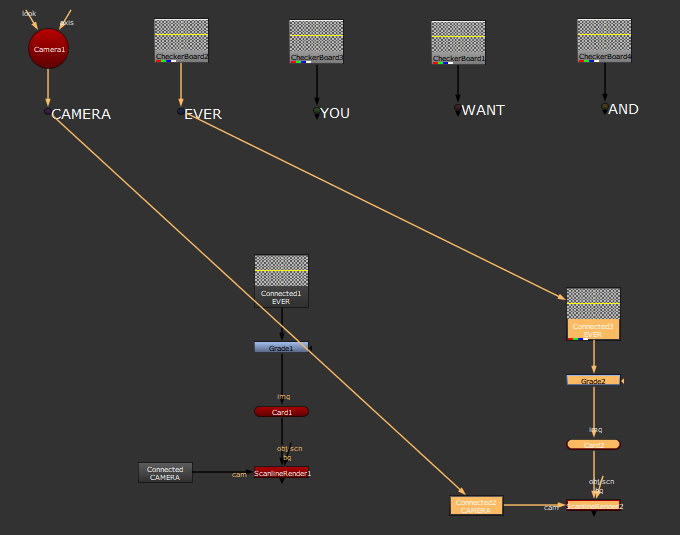 look
axis
Camera1
CheckerBoard2
CheckerBoard3
CheckerBoard1
CheckerBoard4
CAMERA
EVER
YOU
WANT
AND
Connected1
EVER
Connected3
EVER
Grade1
Grade2
img
Card1
img
Card2
obj/scn
bg
Connected
CAMERA
cam
ScanlineRender1
obj/scn
bg
Connected2
CAMERA
cam
ScanlineRender2